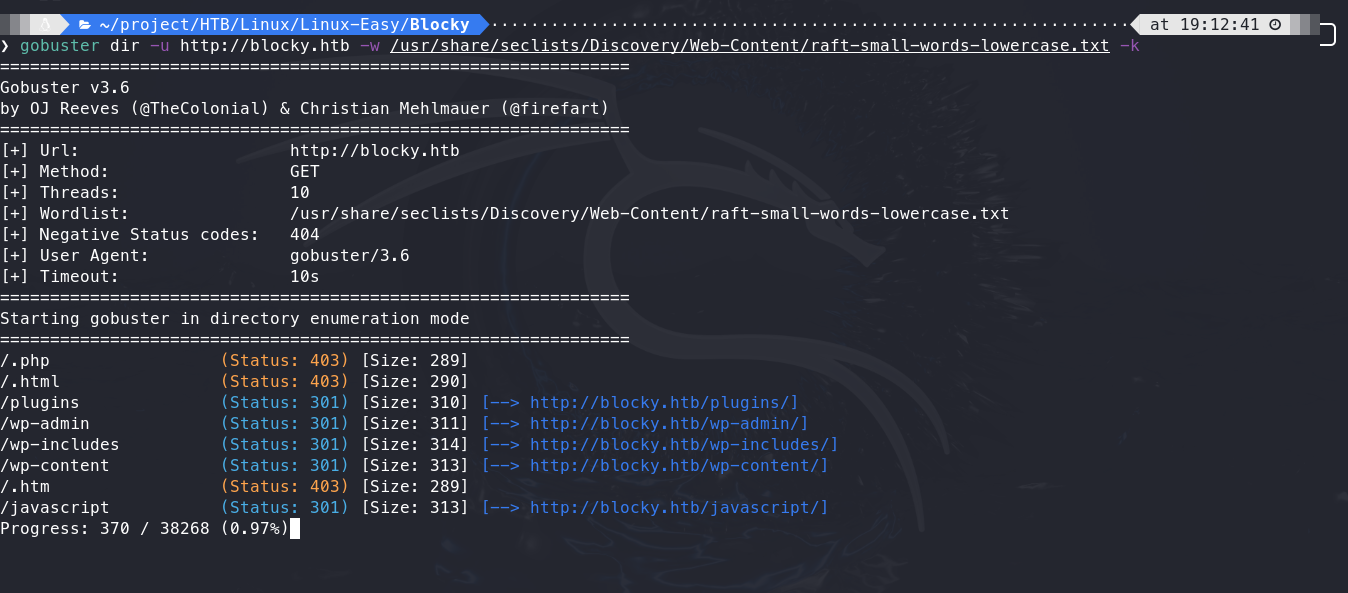 ~/project/HTB/Linux/Linux-Easy/Blocky at 19:12:41
❯ gobuster dir -u http://blocky.htb -w /usr/share/seclists/Discovery/Web-Content/raft-small-words-lowercase.txt -k
===============================================================
Gobuster v3.6
by OJ Reeves (@TheColonial) & Christian Mehlmauer (@firefart)
===============================================================
[+] Url:                     http://blocky.htb
[+] Method:                  GET
[+] Threads:                 10
[+] Wordlist:                /usr/share/seclists/Discovery/Web-Content/raft-small-words-lowercase.txt
[+] Negative Status codes:   404
[+] User Agent:              gobuster/3.6
[+] Timeout:                 10s
===============================================================
Starting gobuster in directory enumeration mode
===============================================================
/.php                 (Status: 403) [Size: 289]
/.html                (Status: 403) [Size: 290]
/plugins              (Status: 301) [Size: 310] [--> http://blocky.htb/plugins/]
/wp-admin             (Status: 301) [Size: 311] [--> http://blocky.htb/wp-admin/]
/wp-includes          (Status: 301) [Size: 314] [--> http://blocky.htb/wp-includes/]
/wp-content           (Status: 301) [Size: 313] [--> http://blocky.htb/wp-content/]
/.htm                 (Status: 403) [Size: 289]
/javascript           (Status: 301) [Size: 313] [--> http://blocky.htb/javascript/]
Progress: 370 / 38268 (0.97%)